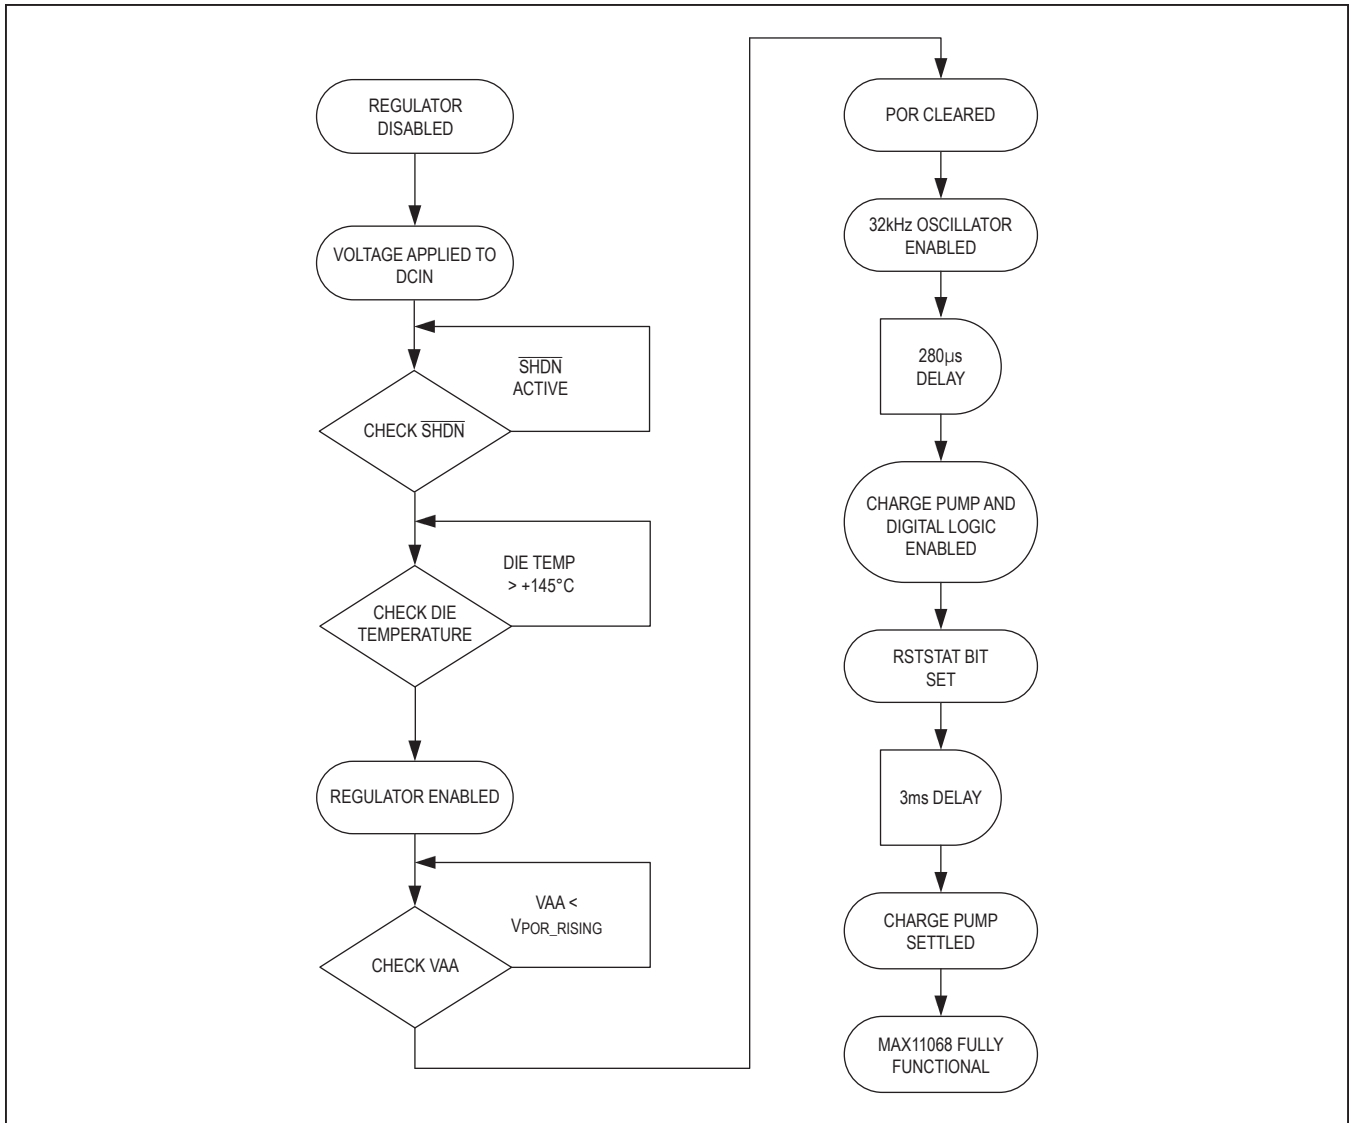 REGULATOR
DISABLED
VOLTAGE APPLIED TO
DCIN
S̅H̅D̅N̅
ACTIVE
CHECK S̅H̅D̅N̅
DIE TEMP
> +145°C
CHECK DIE
TEMPERATURE
REGULATOR ENABLED
VAA <
VPOR_RISING
CHECK VAA
POR CLEARED
32kHz OSCILLATOR
ENABLED
280µs
DELAY
CHARGE PUMP AND
DIGITAL LOGIC
ENABLED
RSTSTAT BIT
SET
3ms DELAY
CHARGE PUMP
SETTLED
MAX11068 FULLY
FUNCTIONAL